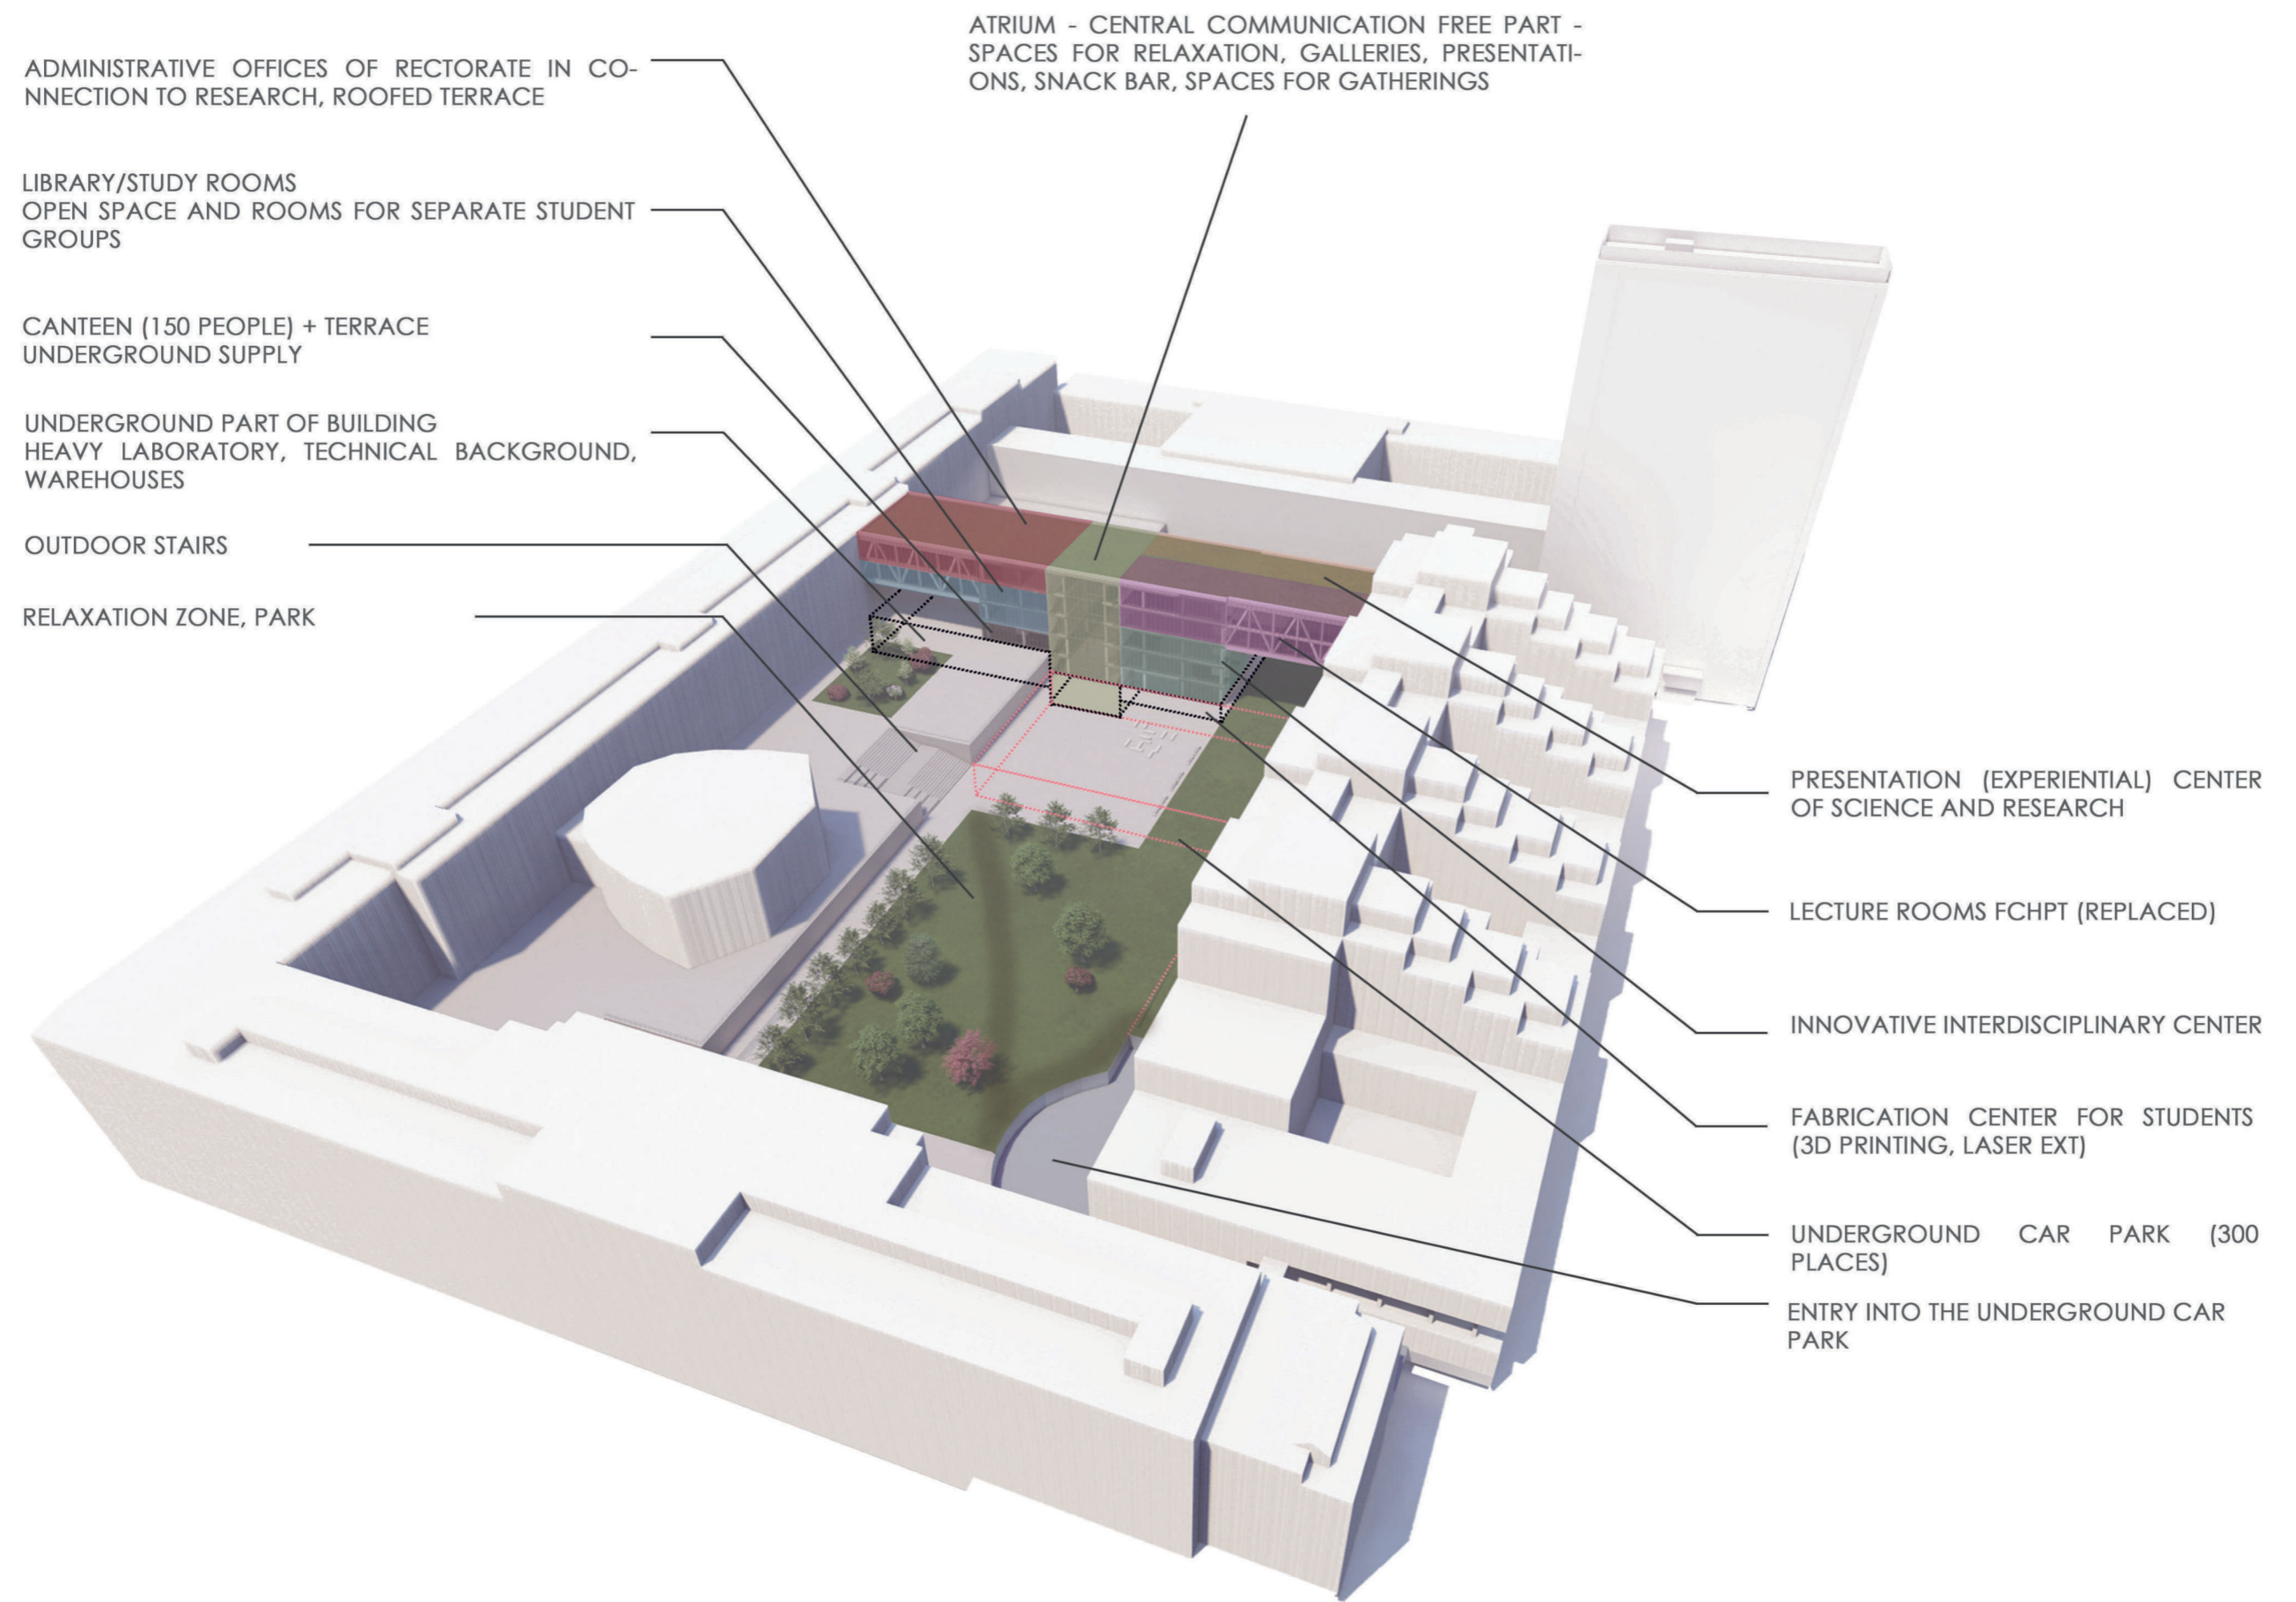 ATRIUM - CENTRAL COMMUNICATION FREE PART -
SPACES FOR RELAXATION, GALLERIES, PRESENTATI-
ONS, SNACK BAR, SPACES FOR GATHERINGS
ADMINISTRATIVE OFFICES OF RECTORATE IN CO-
NNECTION TO RESEARCH, ROOFED TERRACE
LIBRARY/STUDY ROOMS
OPEN SPACE AND ROOMS FOR SEPARATE STUDENT
GROUPS
CANTEEN (150 PEOPLE) + TERRACE
UNDERGROUND SUPPLY
UNDERGROUND PART OF BUILDING
HEAVY LABORATORY, TECHNICAL BACKGROUND,
WAREHOUSES
OUTDOOR STAIRS
RELAXATION ZONE, PARK
PRESENTATION (EXPERIENTIAL) CENTER
OF SCIENCE AND RESEARCH
LECTURE ROOMS FCHPT (REPLACED)
INNOVATIVE INTERDISCIPLINARY CENTER
FABRICATION CENTER FOR STUDENTS
(3D PRINTING, LASER EXT)
UNDERGROUND CAR PARK (300
PLACES)
ENTRY INTO THE UNDERGROUND CAR
PARK